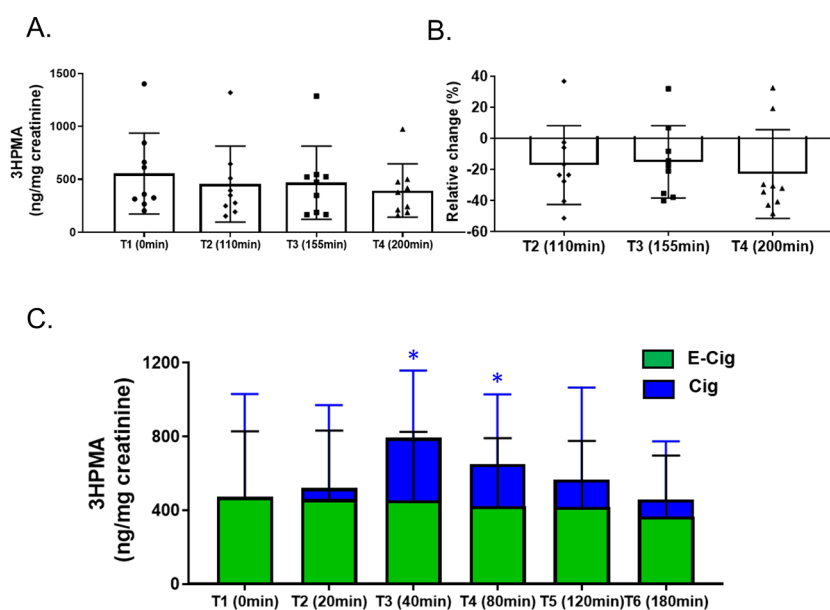 A.
B.
3HPMA
(ng/mg creatinine)
1500
1000
500
0
T1 (0min) T2 (110min) T3 (155min) T4 (200min)
Relative change (%)
40
20
0
-20
-40
-60
T2 (110min) T3 (155min) T4 (200min)
C.
3HPMA
(ng/mg creatinine)
1200
800
400
0
*
*
E-Cig
Cig
T1 (0min) T2 (20min) T3 (40min) T4 (80min) T5 (120min) T6 (180min)